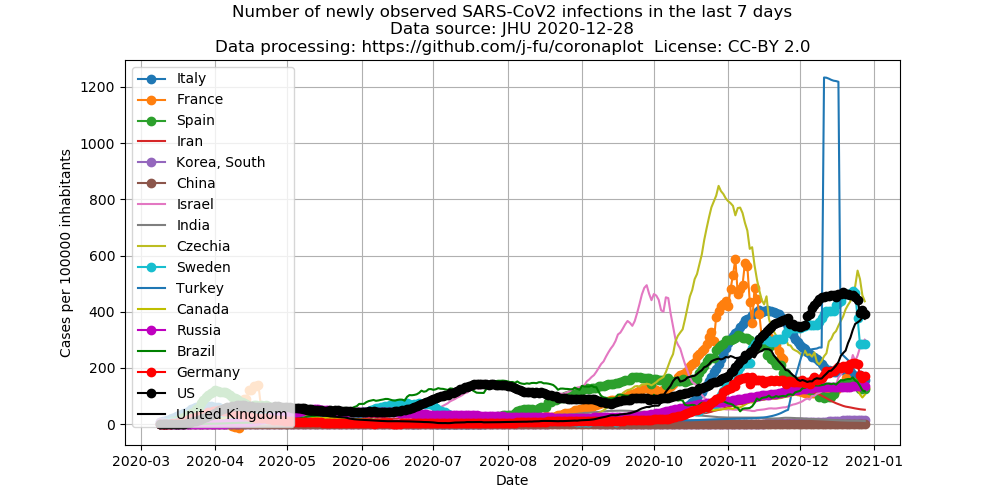 Number of newly observed SARS-CoV2 infections in the last 7 days
Data source: JHU 2020-12-28
Data processing: https://github.com/j-fu/coronaplot  License: CC-BY 2.0
Cases per 100000 inhabitants
1200
1000
800
600
400
200
0
Italy
France
Spain
Iran
Korea, South
China
Israel
India
Czechia
Sweden
Turkey
Canada
Russia
Brazil
Germany
US
United Kingdom
2020-03 2020-04 2020-05 2020-06 2020-07 2020-08 2020-09 2020-10 2020-11 2020-12 2021-01
Date